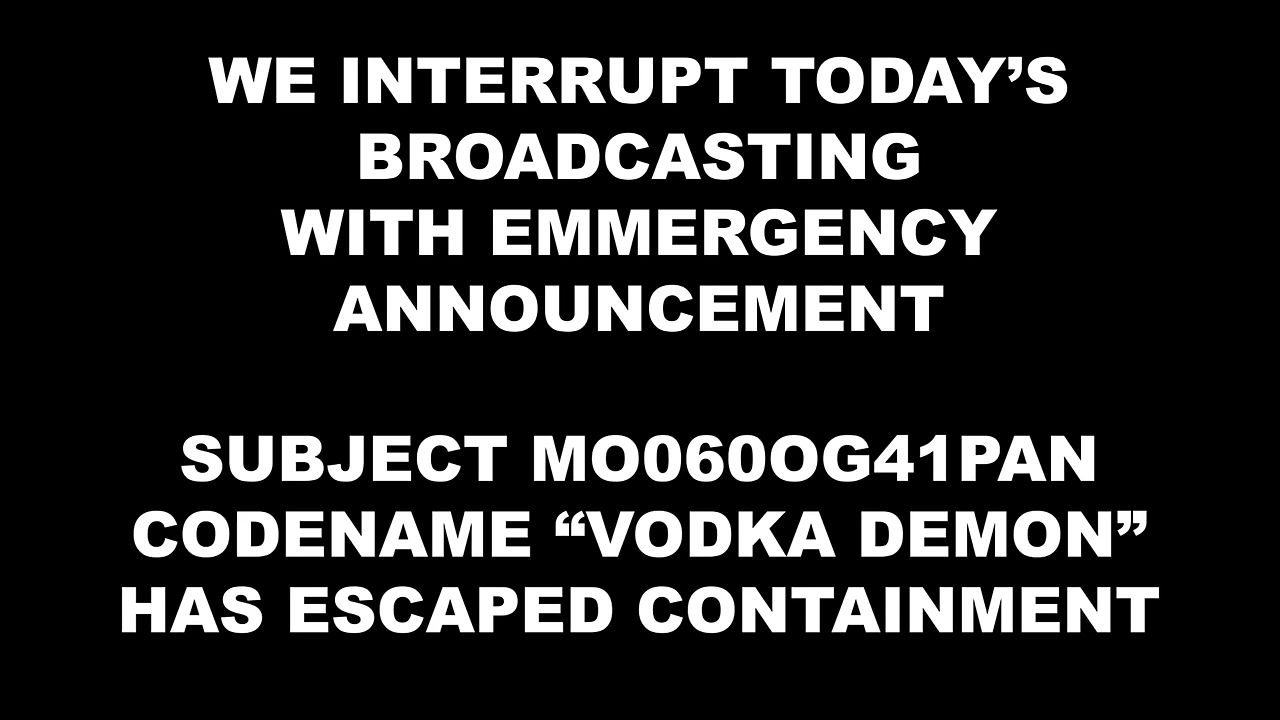 WE INTERRUPT TODAY’S
BROADCASTING
WITH EMMERGENCY
ANNOUNCEMENT
SUBJECT MO060OG41PAN
CODENAME “VODKA DEMON”
HAS ESCAPED CONTAINMENT